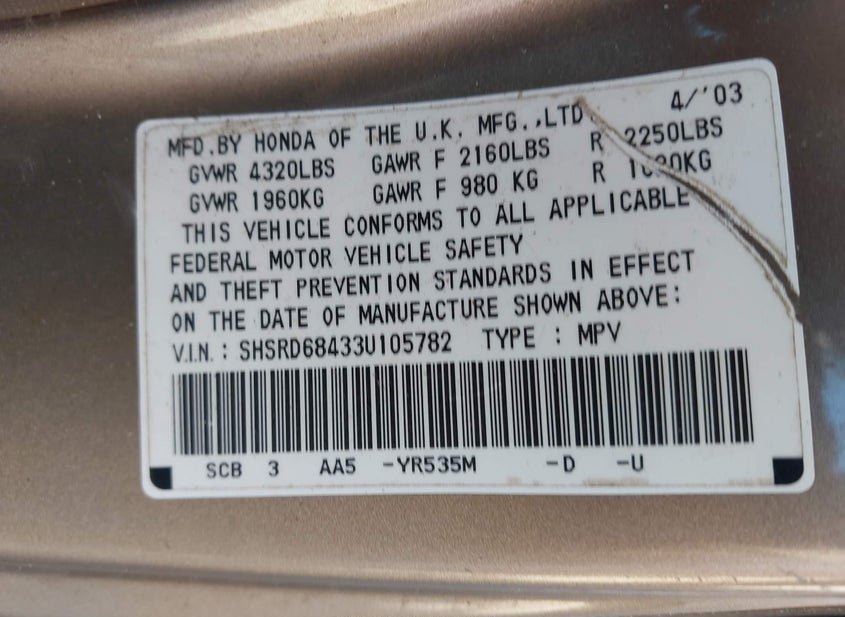 4/'03
MFD.BY HONDA OF THE U.K. MFG.,LTD.
GVWR 4320LBS GAWR F 2160LBS R 2250LBS
GVWR 1960KG GAWR F 980 KG R KG
THIS VEHICLE CONFORMS TO ALL APPLICABLE
FEDERAL MOTOR VEHICLE SAFETY
AND THEFT PREVENTION STANDARDS IN EFFECT
ON THE DATE OF MANUFACTURE SHOWN ABOVE:
V.I.N.: SHSRD68433U105782 TYPE : MPV
SCB 3 AA5 -YR535M -D -U